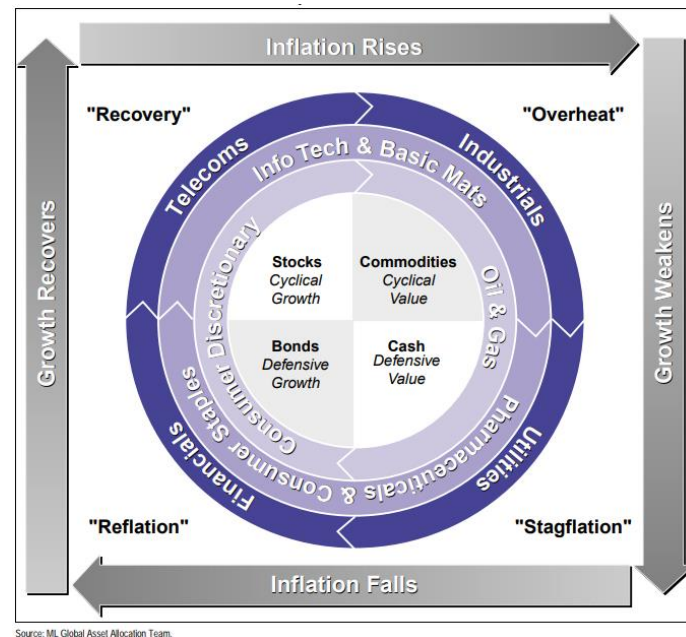 Inflation Rises
"Recovery"
"Overheat"
Telecoms
Info Tech & Basic Mats
Industrials
Growth Recovers
Consumer Discretionary
Stocks
Cyclical
Growth
Commodities
Cyclical
Value
Oil & Gas
Growth Weakens
Bonds
Defensive
Growth
Cash
Defensive
Value
Financials
Pharmaceuticals & Consumer Staples
Utilities
"Reflation"
"Stagflation"
Inflation Falls
Source: ML Global Asset Allocation Team.